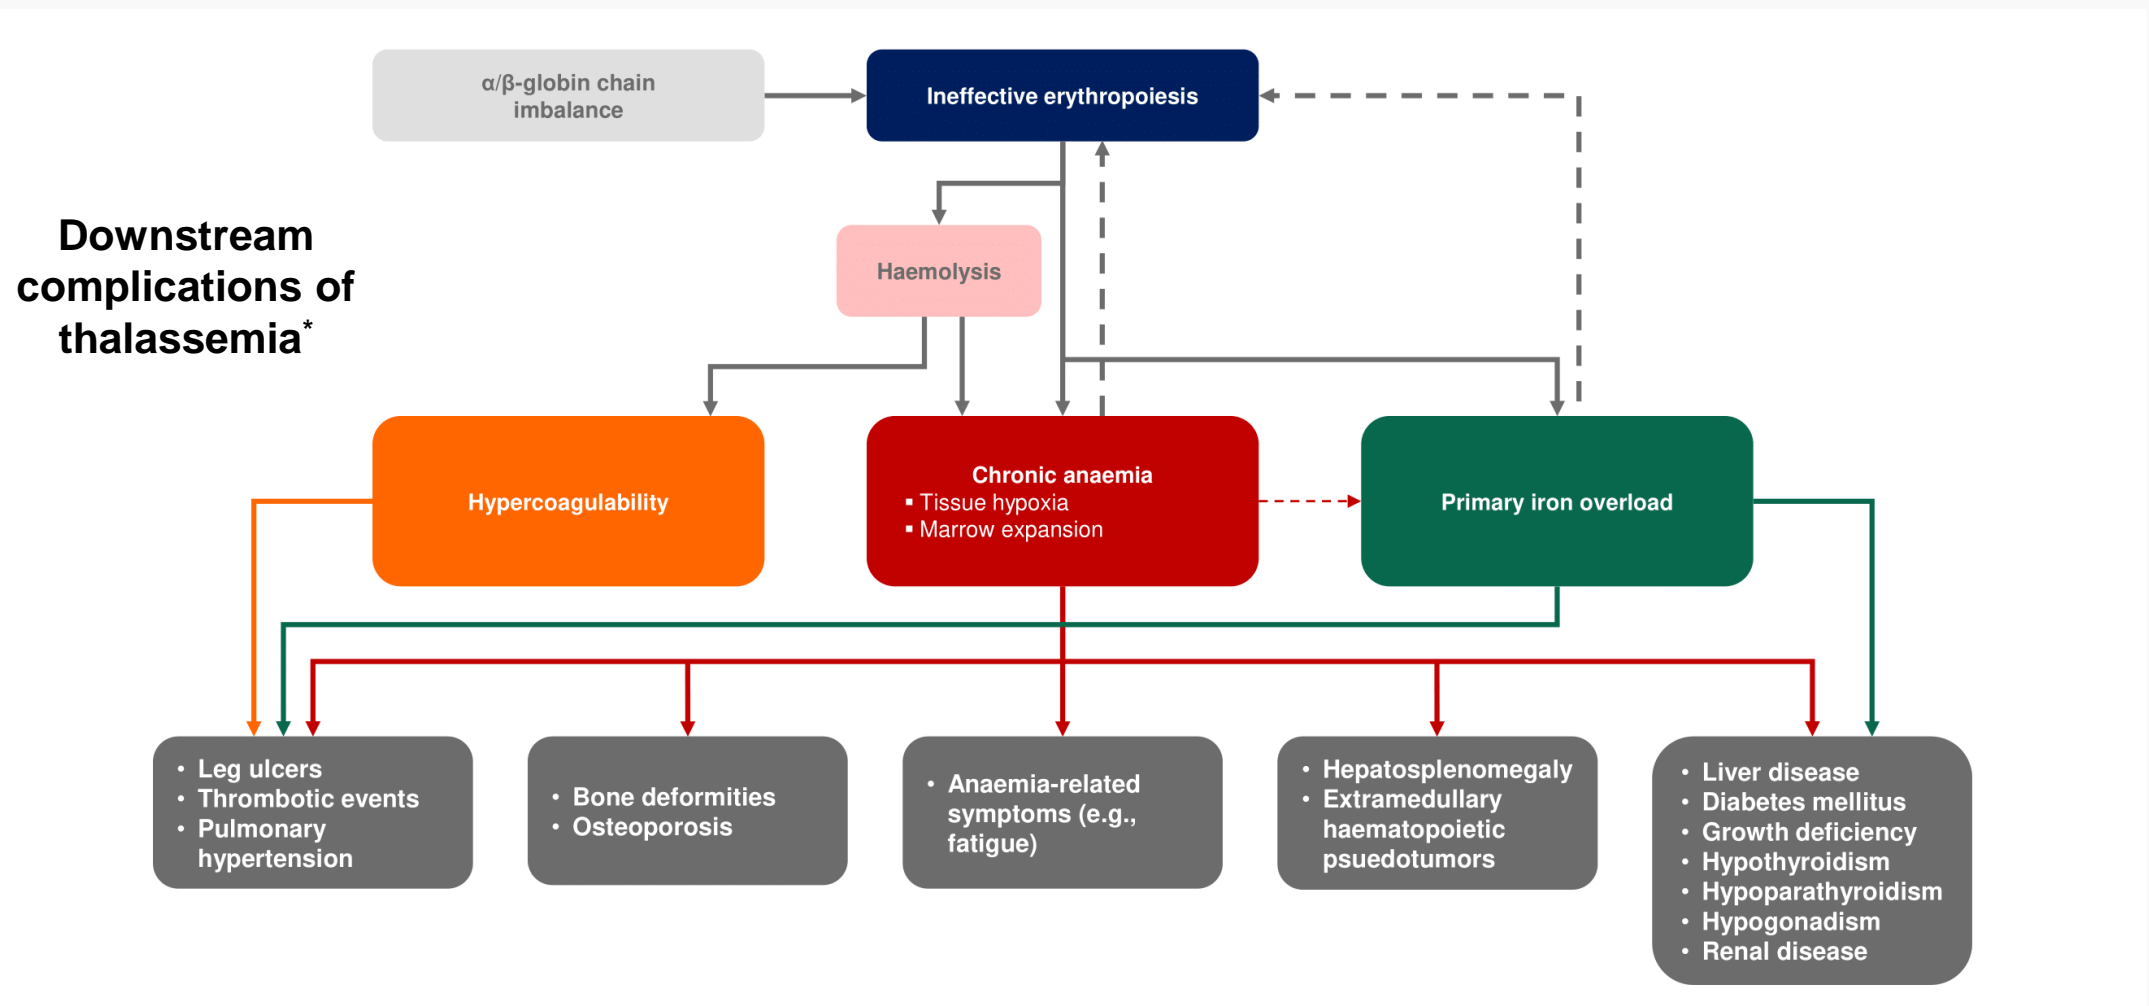 α/β-globin chain
imbalance
Ineffective erythropoiesis
Downstream
complications of
thalassemia*
Haemolysis
Hypercoagulability
Chronic anaemia
▪ Tissue hypoxia
▪ Marrow expansion
Primary iron overload
• Leg ulcers
• Thrombotic events
• Pulmonary
hypertension
• Bone deformities
• Osteoporosis
• Anaemia-related
symptoms (e.g.,
fatigue)
• Hepatosplenomegaly
• Extramedullary
haematopoietic
psuedotumors
• Liver disease
• Diabetes mellitus
• Growth deficiency
• Hypothyroidism
• Hypoparathyroidism
• Hypogonadism
• Renal disease